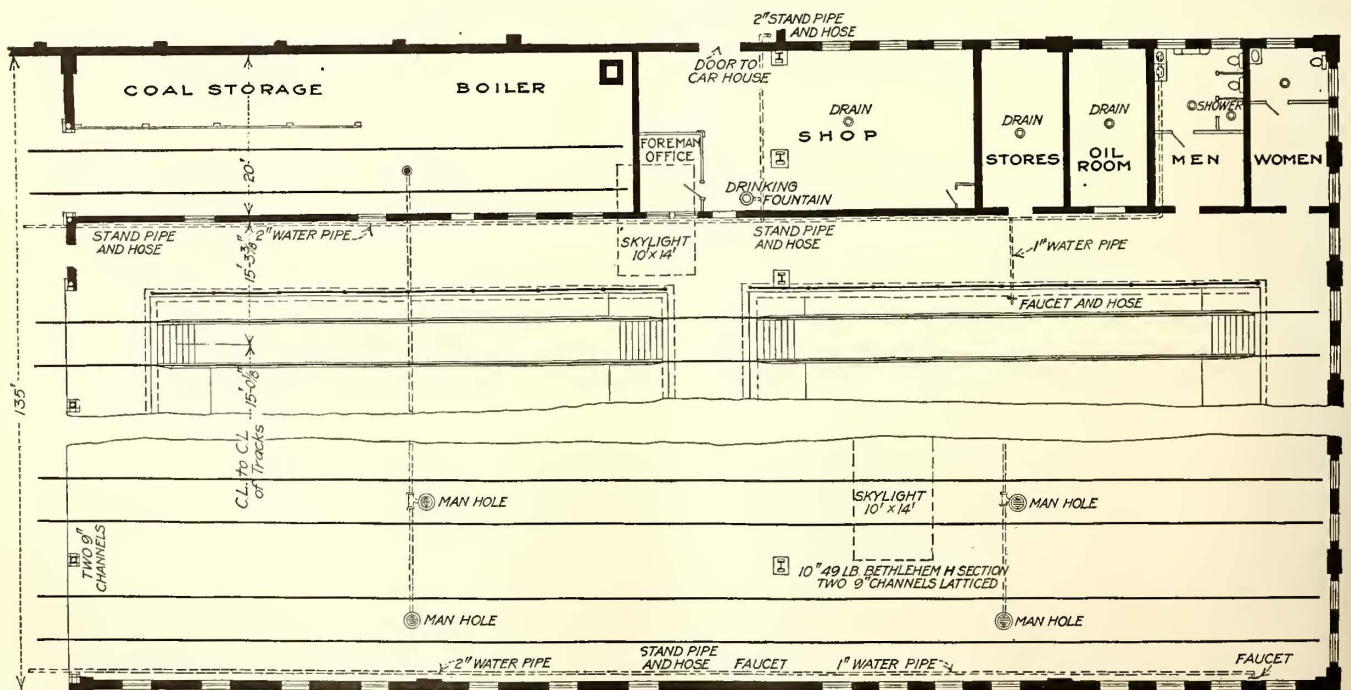 2" STAND PIPE
AND HOSE
DOOR TO
CAR HOUSE
COAL STORAGE
BOILER
DRAIN
SHOP
DRAIN
STORES
DRAIN
OIL
ROOM
SHOWER
MEN
WOMEN
FOREMAN
OFFICE
DRINKING
FOUNTAIN
20'
135'
STAND PIPE
AND HOSE
2" WATER PIPE
15'-3⅜"
SKYLIGHT
10' X 14'
STAND PIPE
AND HOSE
1" WATER PIPE
FAUCET AND HOSE
15'-0⅛"
C.L. to C.L.
of Tracks
MAN HOLE
SKYLIGHT
10' X 14'
MAN HOLE
TWO 9"
CHANNELS
10" 49 LB. BETHLEHEM H SECTION
TWO 9" CHANNELS LATTICED
MAN HOLE
MAN HOLE
2" WATER PIPE
STAND PIPE
AND HOSE
FAUCET
1" WATER PIPE
FAUCET